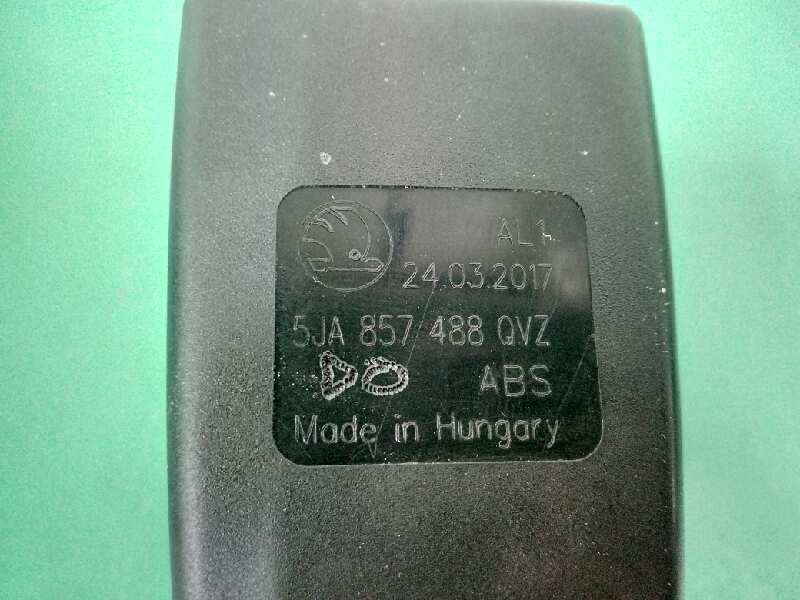 AL1
24.03.2017
5JA 857 488 QVZ
ABS
Made in Hungary